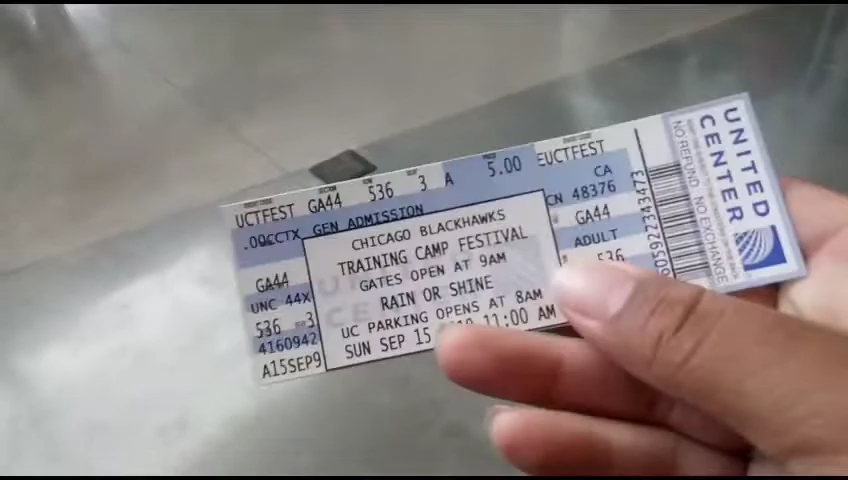 UCTFEST GA44 536 3 A 5.00 EUCTFEST
GEN ADMISSION
CHICAGO BLACKHAWKS
TRAINING CAMP FESTIVAL
GATES OPEN AT 9AM
RAIN OR SHINE
UC PARKING OPENS AT 8AM
SUN SEP 15 11:00 AM
GA44
UNC 44X
536 3
4160942
A15SEP9
CA
CN 48376
GA44
ADULT
536
UNITED
CENTER
NO REFUND. NO EXCHANGE